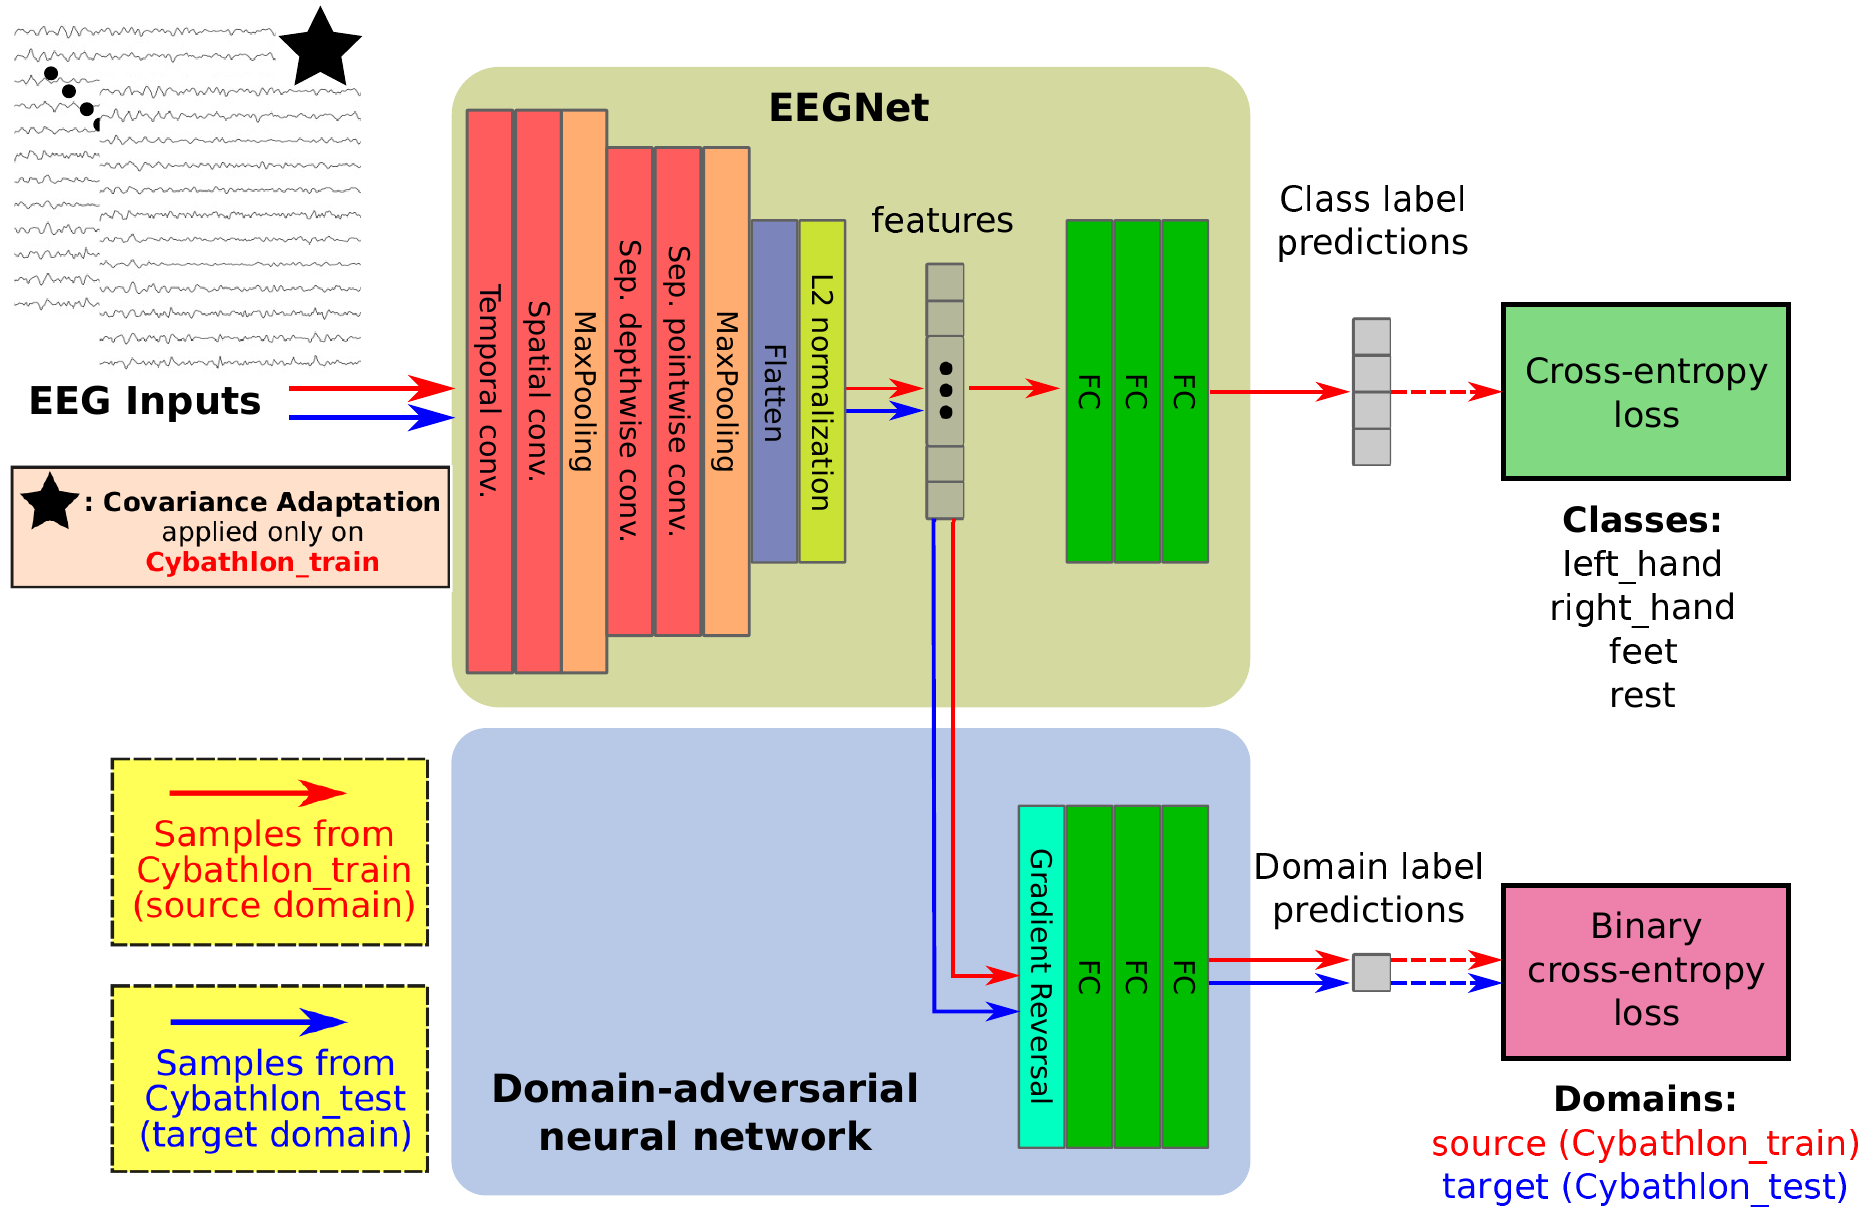 EEGNet
EEG Inputs
: Covariance Adaptation
applied only on
Cybathlon_train
Temporal conv.
Spatial conv.
MaxPooling
Sep. depthwise conv.
Sep. pointwise conv.
MaxPooling
Flatten
L2 normalization
features
FC
FC
FC
Class label
predictions
Cross-entropy
loss
Classes:
left_hand
right_hand
feet
rest
Samples from
Cybathlon_train
(source domain)
Samples from
Cybathlon_test
(target domain)
Domain-adversarial
neural network
Gradient Reversal
FC
FC
FC
Domain label
predictions
Binary
cross-entropy
loss
Domains:
source (Cybathlon_train)
target (Cybathlon_test)